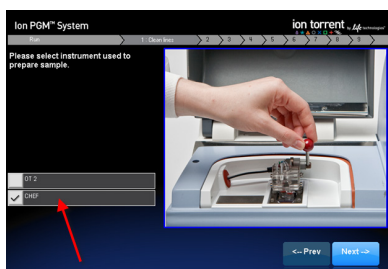 Ion PGM™ System
ion torrent by life technologies
Run 1 Clean lines 2 3 4 5 6 7 8 9
Please select instrument used to
prepare sample.
OT 2
CHEF
<-- Prev Next -->